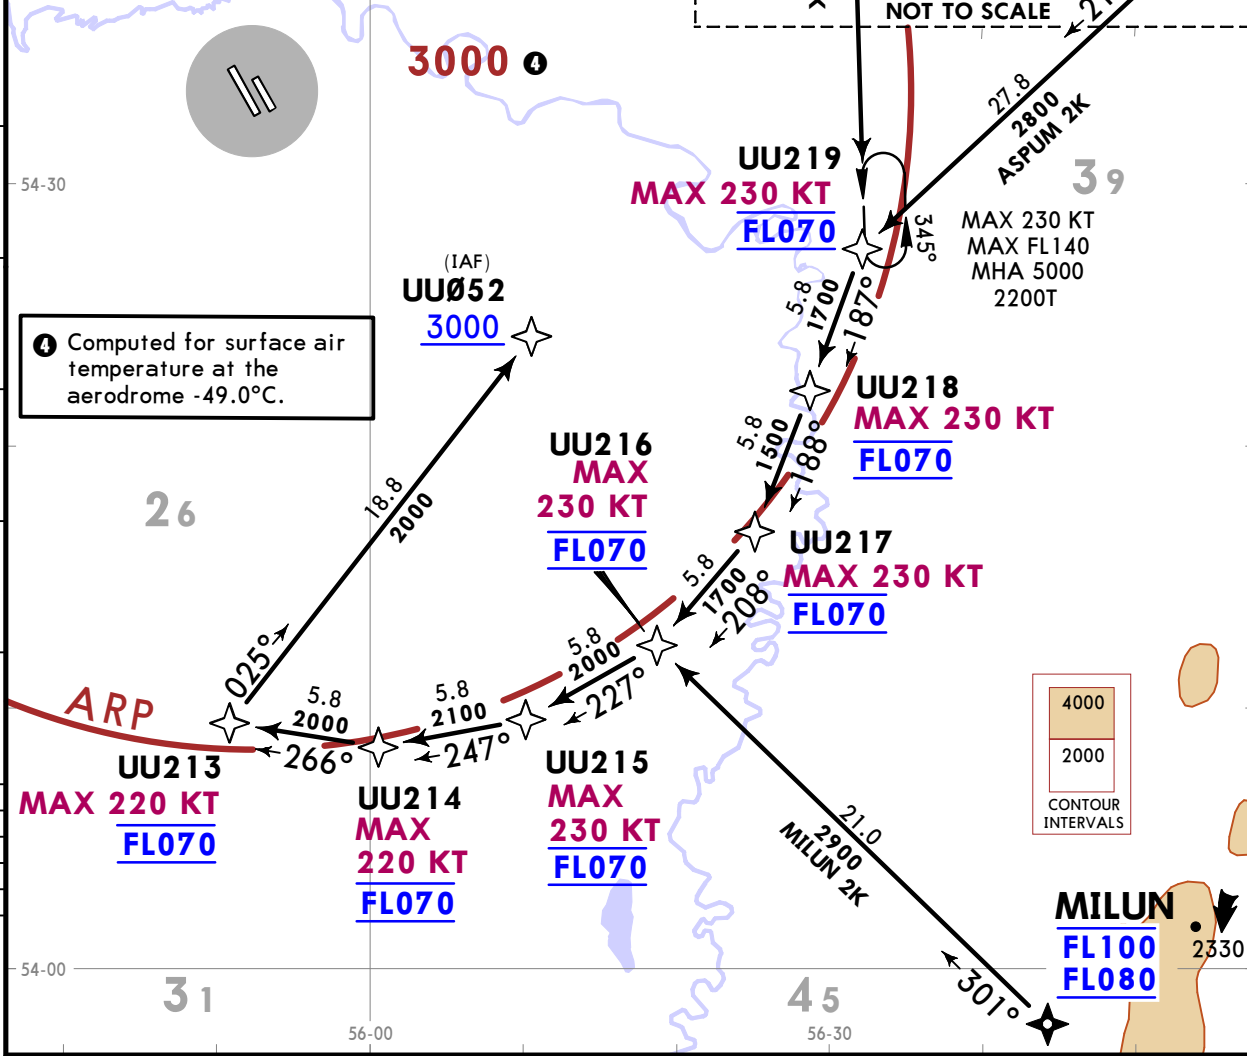 NOT TO SCALE
21
3000 4
27.8
2800
ASPUM 2K
39
54-30
UU219
MAX 230 KT
FL070
345°
MAX 230 KT
MAX FL140
MHA 5000
2200T
(IAF)
UUØ52
3000
5.8
1700
187°
4 Computed for surface air
temperature at the
aerodrome -49.0°C.
UU218
MAX 230 KT
FL070
5.8
1500
188°
UU216
MAX
230 KT
FL070
26
18.8
2000
025°
UU217
MAX 230 KT
FL070
5.8
1700
208°
5.8
2000
227°
ARP
5.8
2000
266°
5.8
2100
247°
UU213
MAX 220 KT
FL070
UU214
MAX
220 KT
FL070
UU215
MAX
230 KT
FL070
21.0
2900
MILUN 2K
301°
4000
2000
CONTOUR
INTERVALS
MILUN
FL100
FL080
2330
54-00
31
45
56-00
56-30